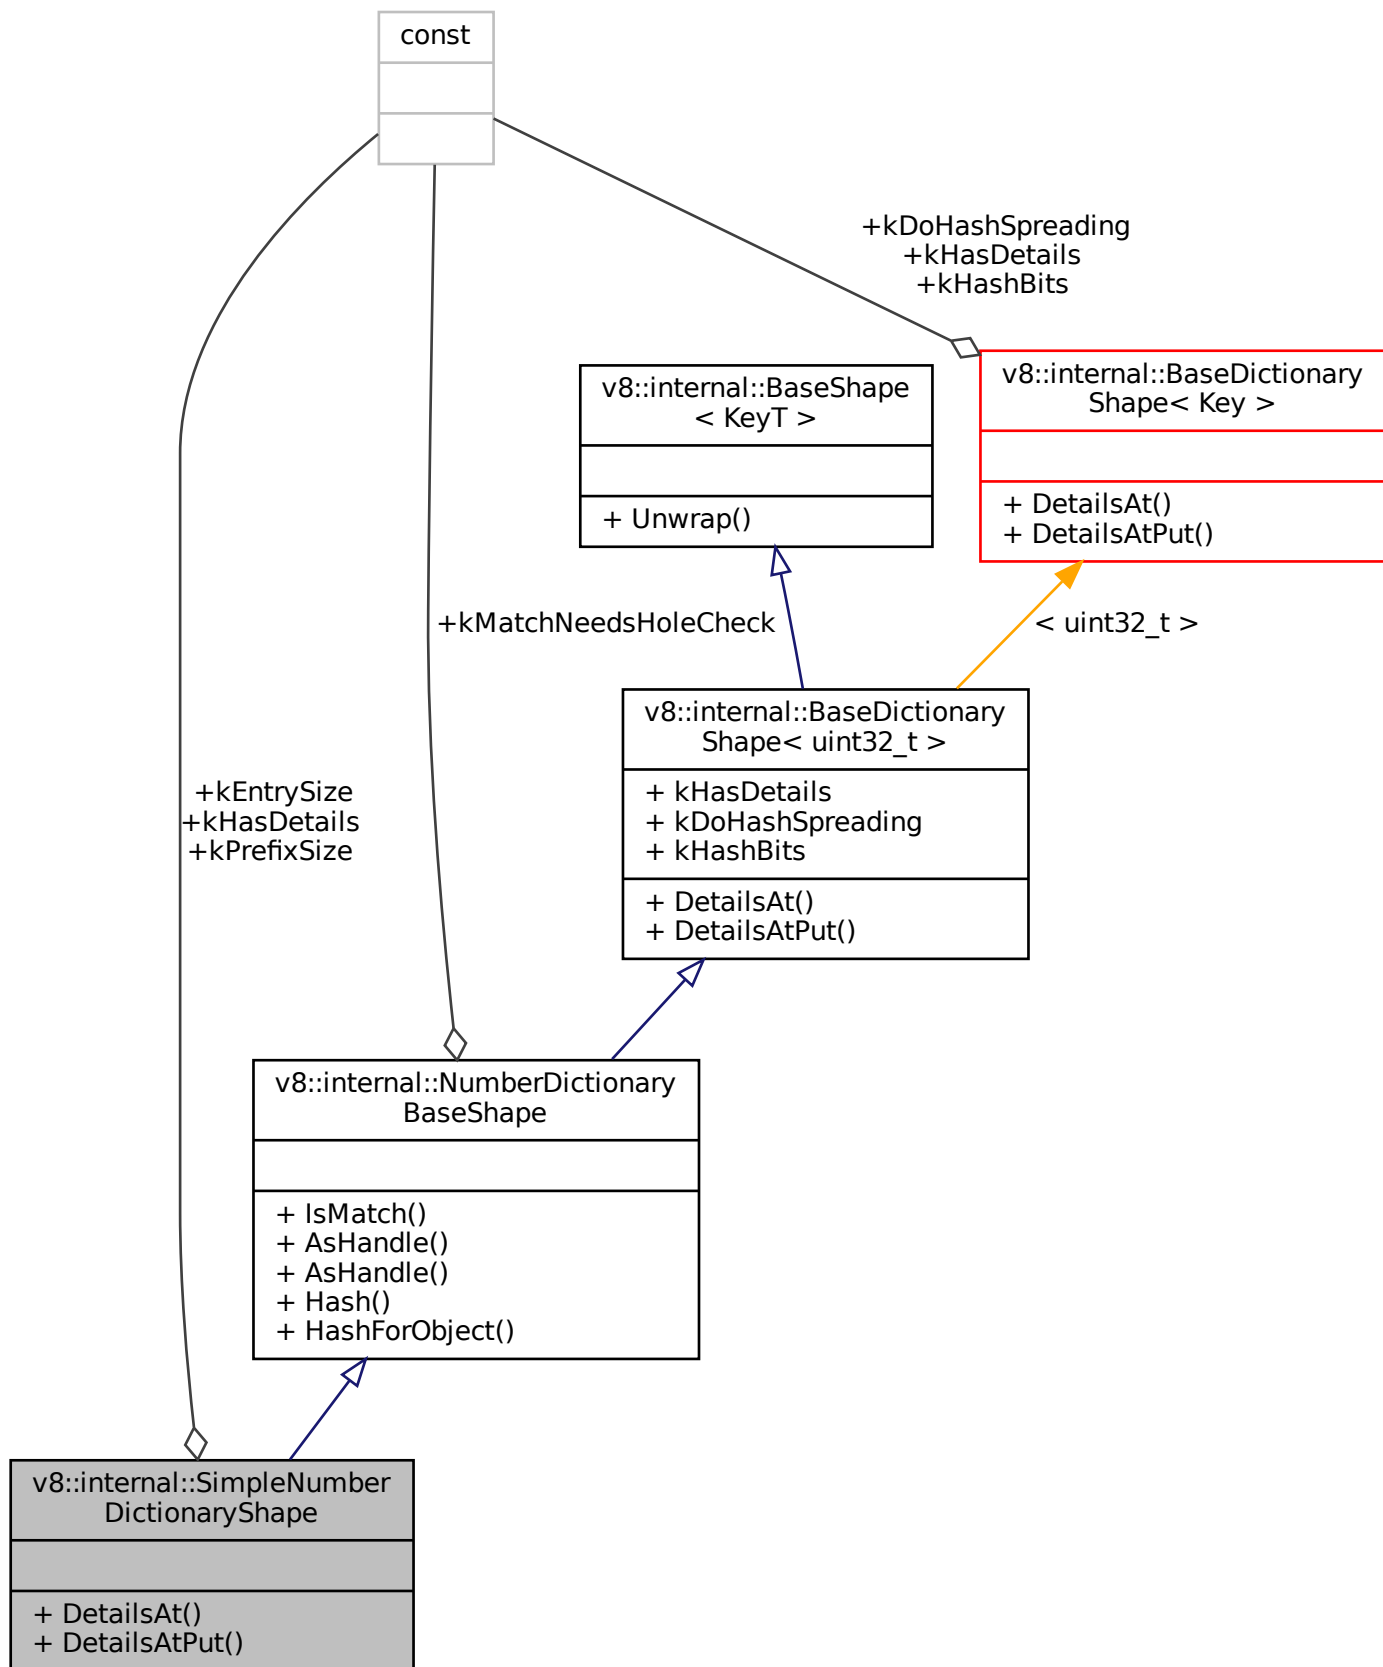 const
+kDoHashSpreading
+kHasDetails
+kHashBits
v8::internal::BaseShape
< KeyT >
+ Unwrap()
v8::internal::BaseDictionary
Shape< Key >
+ DetailsAt()
+ DetailsAtPut()
+kMatchNeedsHoleCheck
< uint32_t >
v8::internal::BaseDictionary
Shape< uint32_t >
+ kHasDetails
+ kDoHashSpreading
+ kHashBits
+ DetailsAt()
+ DetailsAtPut()
+kEntrySize
+kHasDetails
+kPrefixSize
v8::internal::NumberDictionary
BaseShape
+ IsMatch()
+ AsHandle()
+ AsHandle()
+ Hash()
+ HashForObject()
v8::internal::SimpleNumber
DictionaryShape
+ DetailsAt()
+ DetailsAtPut()